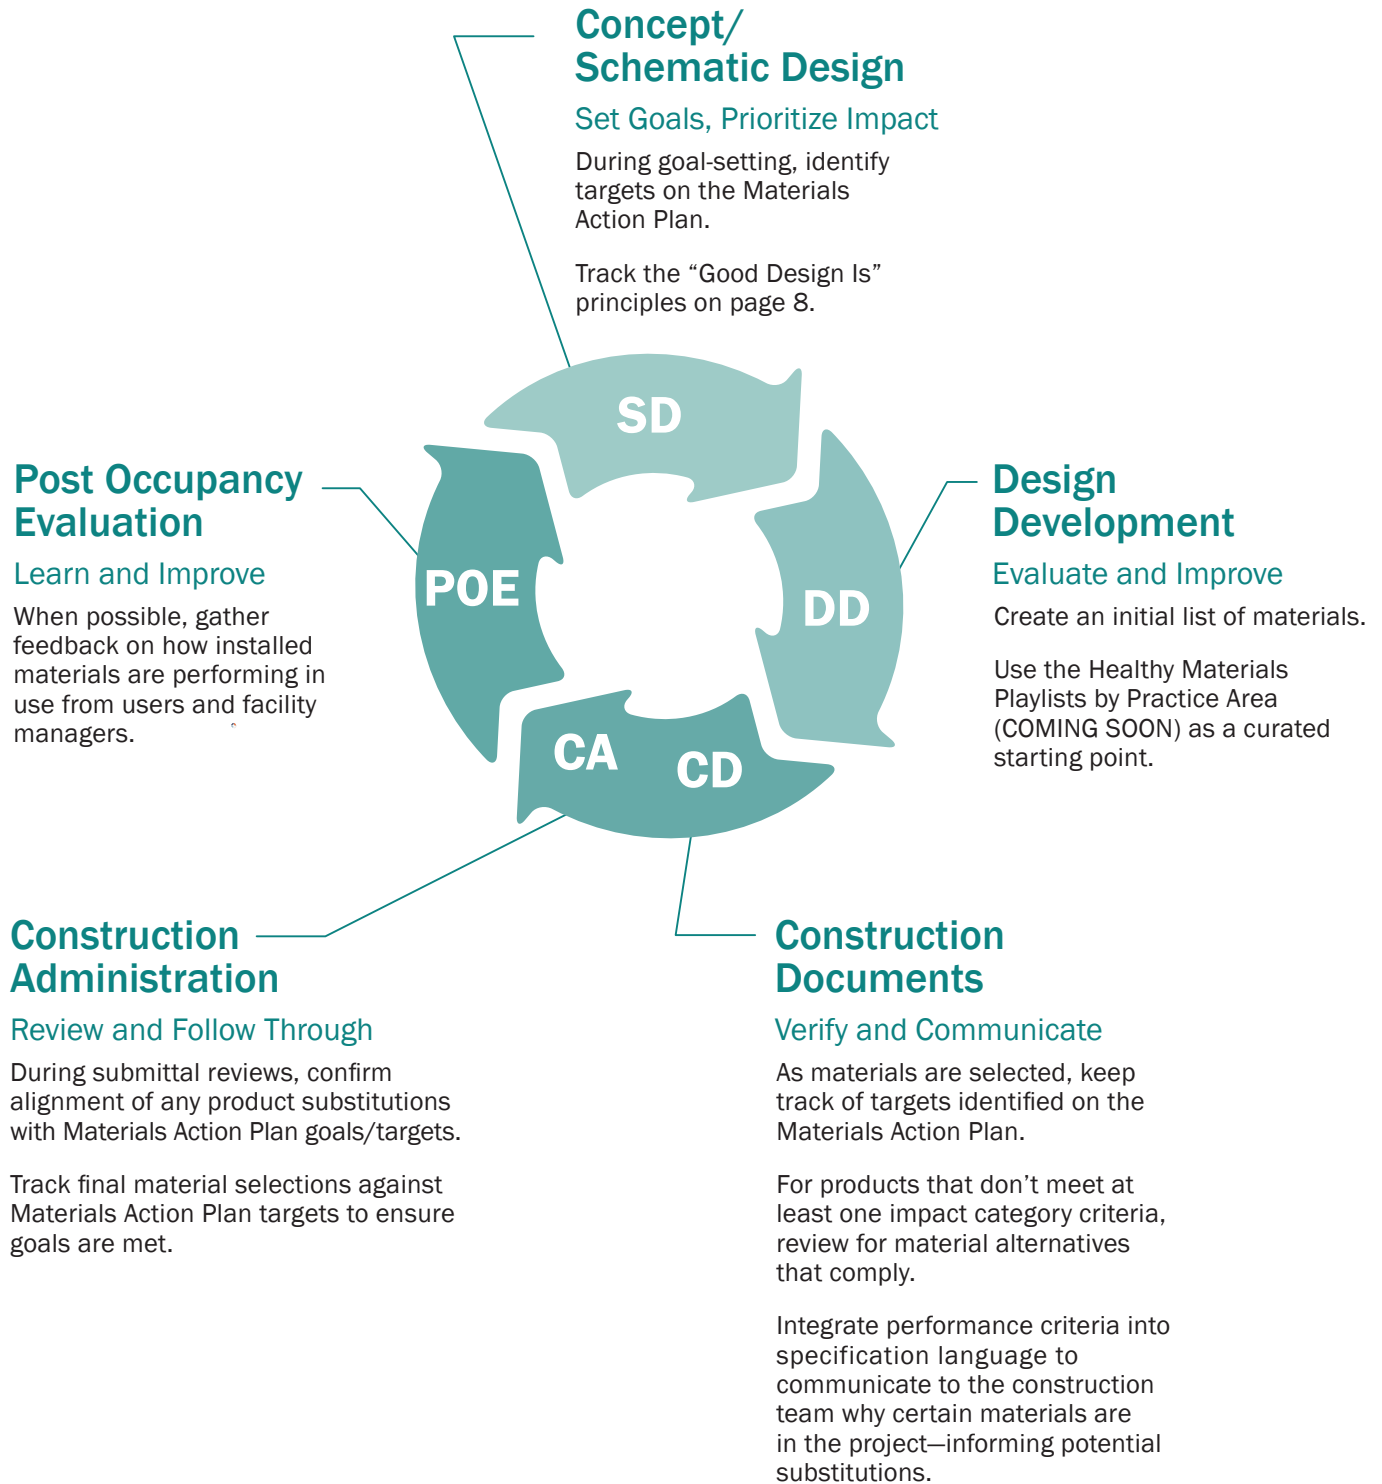 Concept/
Schematic Design
Set Goals, Prioritize Impact
During goal-setting, identify
targets on the Materials
Action Plan.
Track the “Good Design Is”
principles on page 8.
SD
DD
CD
CA
POE
Design
Development
Evaluate and Improve
Create an initial list of materials.
Use the Healthy Materials
Playlists by Practice Area
(COMING SOON) as a curated
starting point.
Construction
Documents
Verify and Communicate
As materials are selected, keep
track of targets identified on the
Materials Action Plan.
For products that don’t meet at
least one impact category criteria,
review for material alternatives
that comply.
Integrate performance criteria into
specification language to
communicate to the construction
team why certain materials are
in the project—informing potential
substitutions.
Construction
Administration
Review and Follow Through
During submittal reviews, confirm
alignment of any product substitutions
with Materials Action Plan goals/targets.
Track final material selections against
Materials Action Plan targets to ensure
goals are met.
Post Occupancy
Evaluation
Learn and Improve
When possible, gather
feedback on how installed
materials are performing in
use from users and facility
managers.